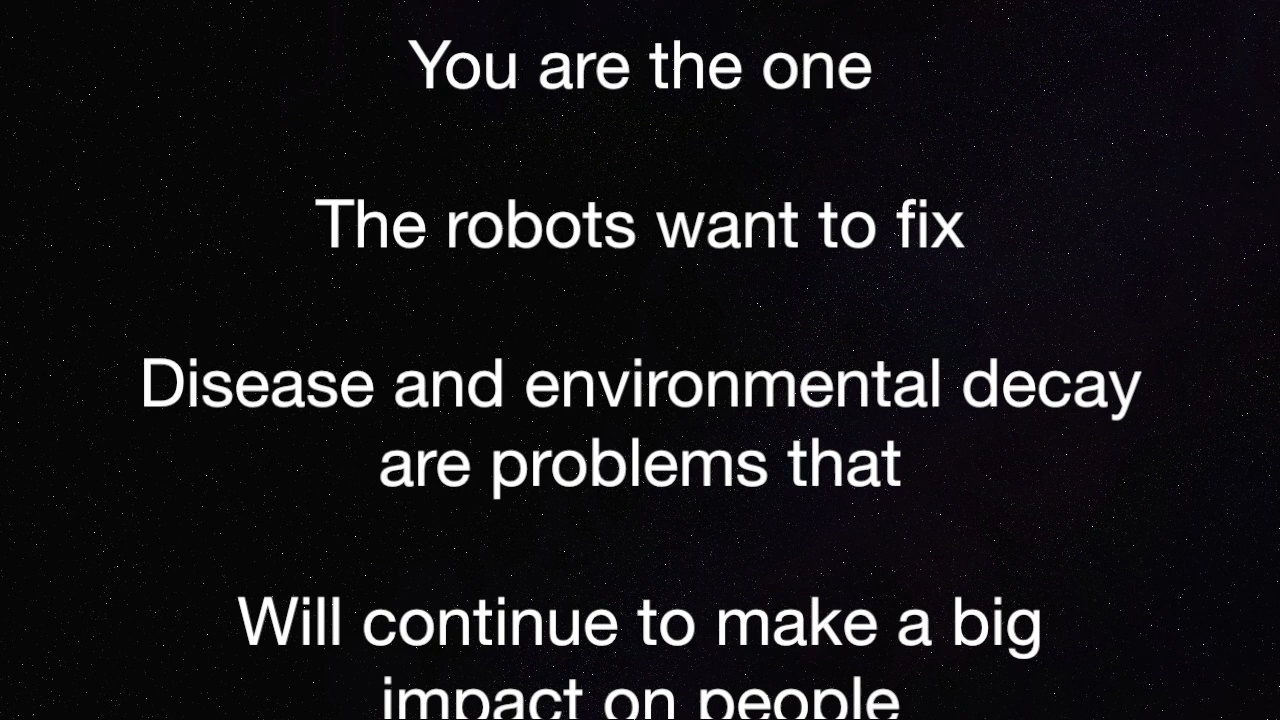 You are the one
The robots want to fix
Disease and environmental decay
are problems that
Will continue to make a big
impact on people